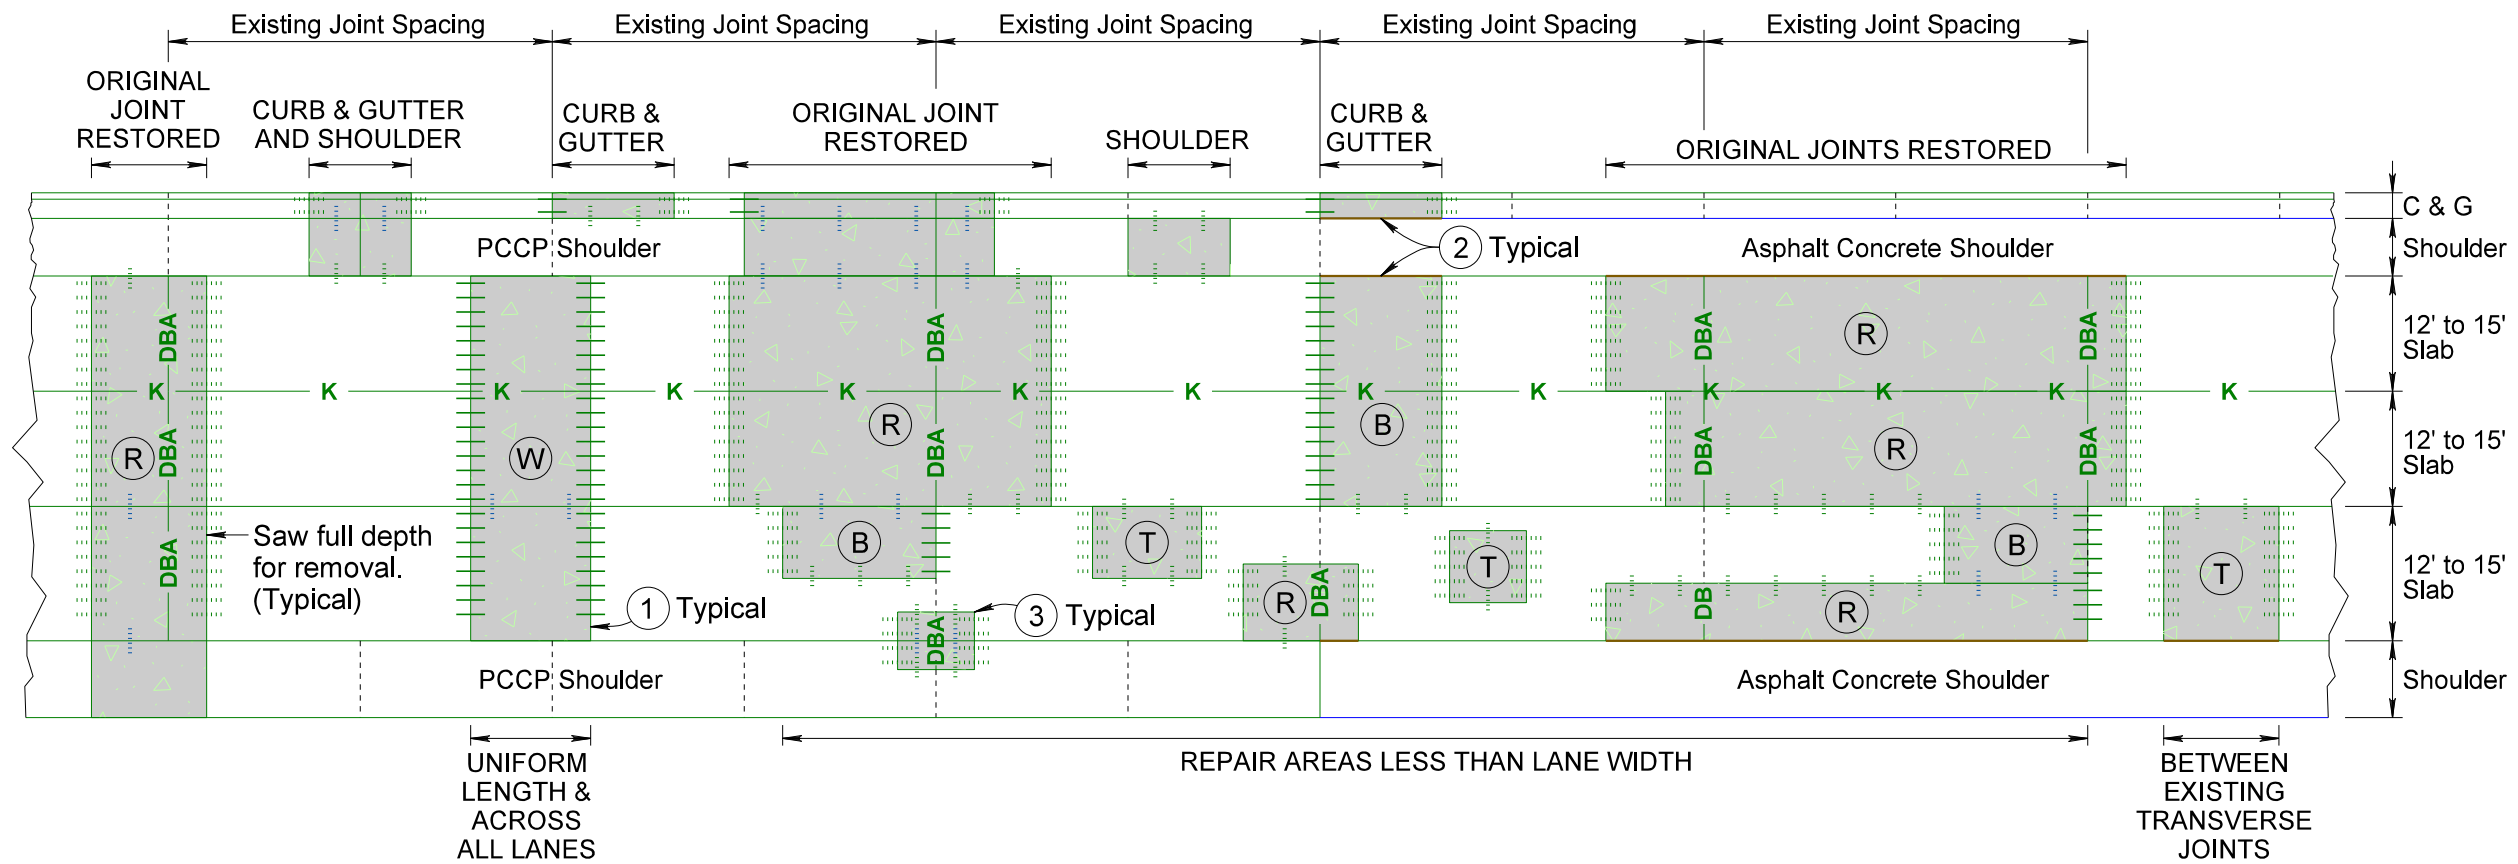 Existing Joint Spacing
Existing Joint Spacing
Existing Joint Spacing
Existing Joint Spacing
Existing Joint Spacing
ORIGINAL
JOINT
RESTORED
CURB & GUTTER
AND SHOULDER
CURB &
GUTTER
ORIGINAL JOINT
RESTORED
SHOULDER
CURB &
GUTTER
ORIGINAL JOINTS RESTORED
C & G
PCCP Shoulder
2 Typical
Asphalt Concrete Shoulder
Shoulder
DBA
DBA
DBA
DBA
R
R
12' to 15'
Slab
K
K
K
K
K
K
K
K
K
K
K
K
K
R
DBA
W
R
DBA
B
DBA
R
DBA
12' to 15'
Slab
Saw full depth
for removal.
(Typical)
DBA
B
T
T
B
T
12' to 15'
Slab
1 Typical
DBA
3 Typical
R
DBA
DB
R
PCCP Shoulder
Asphalt Concrete Shoulder
Shoulder
UNIFORM
LENGTH &
ACROSS
ALL LANES
REPAIR AREAS LESS THAN LANE WIDTH
BETWEEN
EXISTING
TRANSVERSE
JOINTS